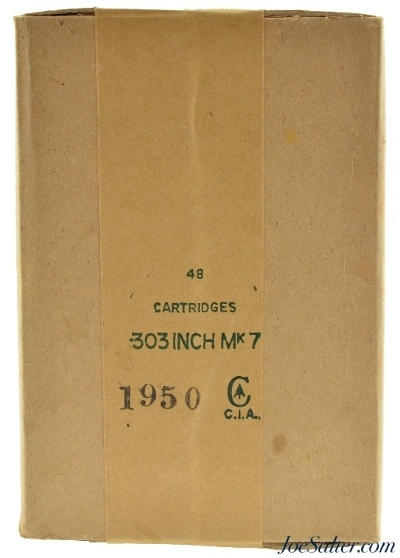 48
CARTRIDGES
·303 INCH MK 7
1950 C
C.I.A.
JoeSalter.com